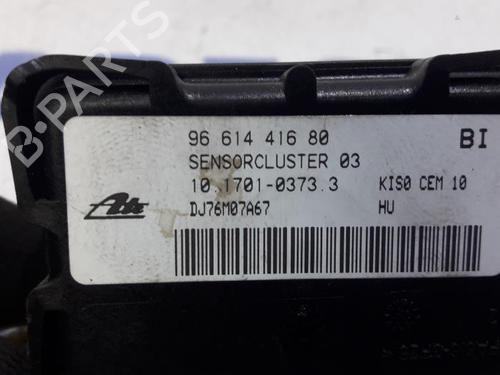 96 614 416 80 BI
SENSORCLUSTER 03
10.1701-0373.3 KIS0 CEM 10
Ate DJ76M07A67 HU
B-PARTS